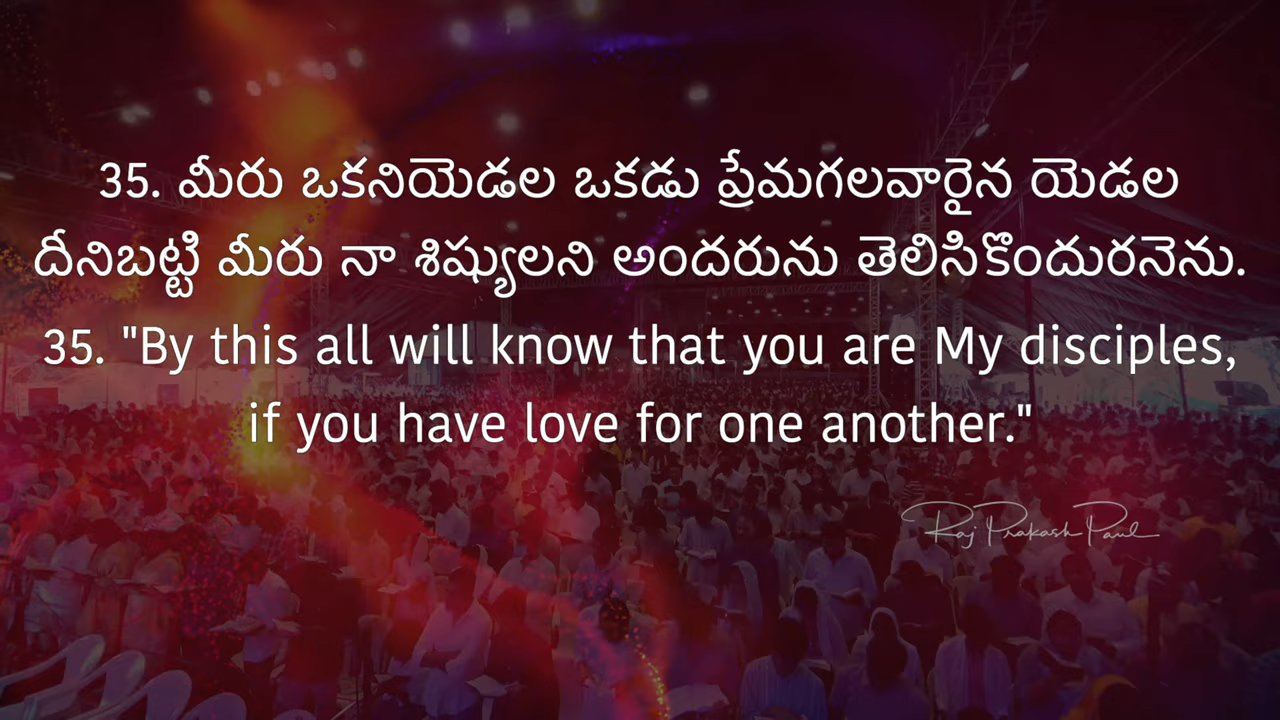 35. మీరు ఒకనియెడల ఒకడు ప్రేమగలవారైన యెడల
దీనిబట్టి మీరు నా శిష్యులని అందరును తెలిసికొందురనెను.
35. "By this all will know that you are My disciples,
if you have love for one another."
Raj Prakash Paul